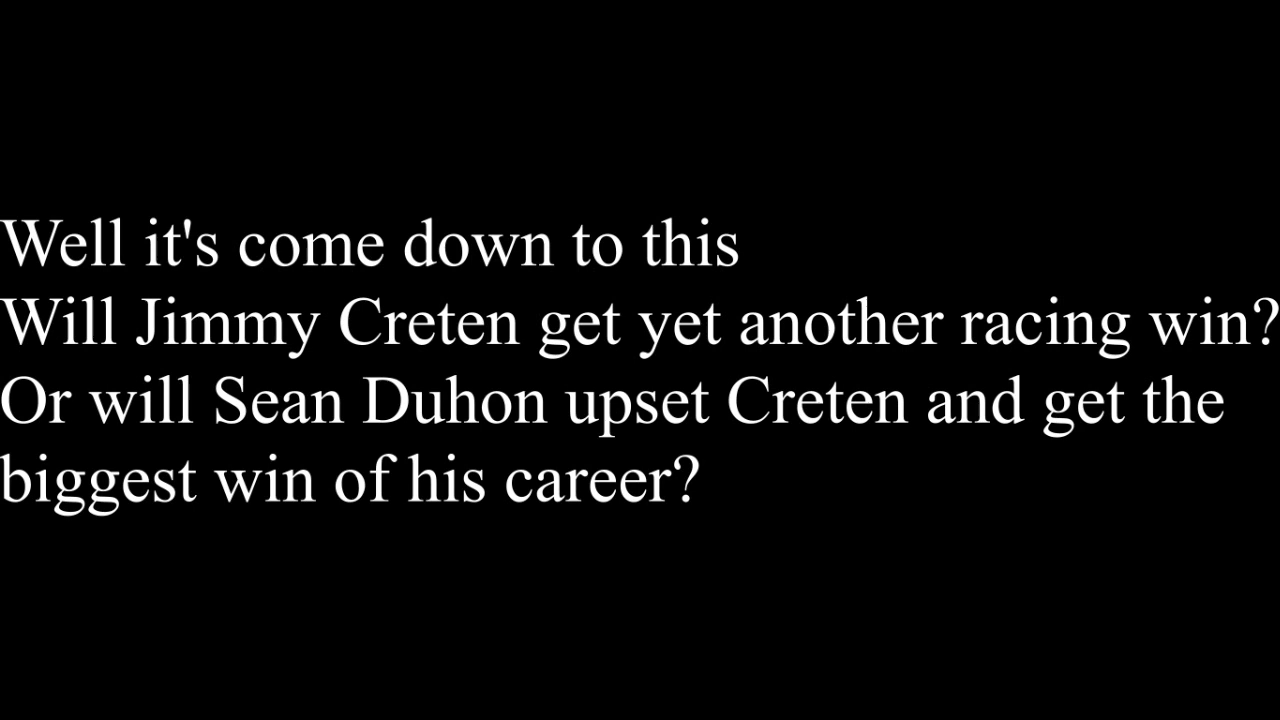 Well it's come down to this
Will Jimmy Creten get yet another racing win?
Or will Sean Duhon upset Creten and get the
biggest win of his career?